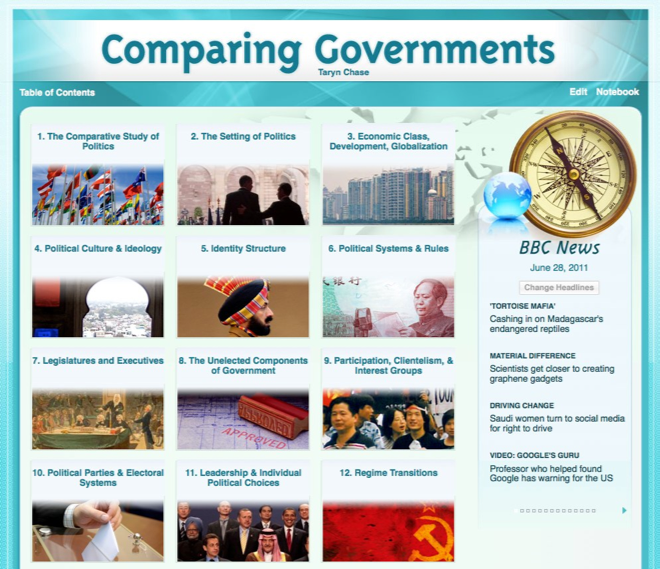 Comparing Governments
Taryn Chase
Table of Contents
Edit Notebook
1. The Comparative Study of
Politics
2. The Setting of Politics
3. Economic Class,
Development, Globalization
4. Political Culture & Ideology
5. Identity Structure
6. Political Systems & Rules
银行
7. Legislatures and Executives
8. The Unelected Components
of Government
APPROVED
9. Participation, Clientelism, &
Interest Groups
10. Political Parties & Electoral
Systems
11. Leadership & Individual
Political Choices
12. Regime Transitions
BBC News
June 28, 2011
Change Headlines
'TORTOISE MAFIA'
Cashing in on Madagascar's
endangered reptiles
MATERIAL DIFFERENCE
Scientists get closer to creating
graphene gadgets
DRIVING CHANGE
Saudi women turn to social media
for right to drive
VIDEO: GOOGLE'S GURU
Professor who helped found
Google has warning for the US